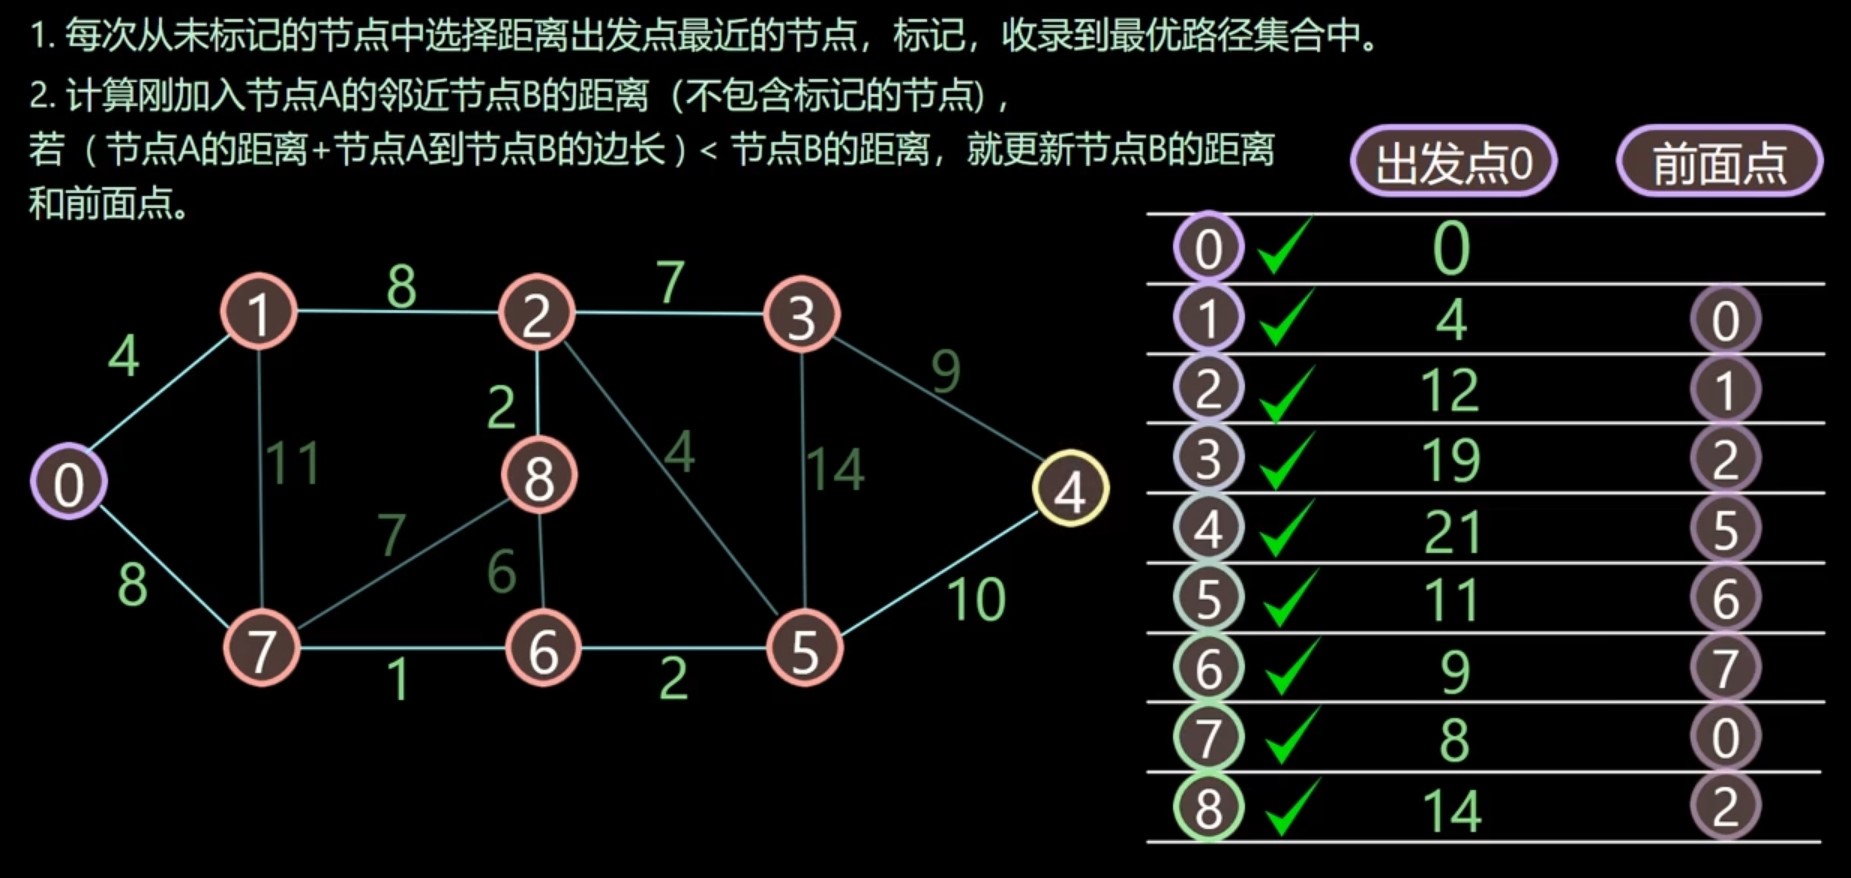 1. 每次从未标记的节点中选择距离出发点最近的节点，标记，收录到最优路径集合中。
2. 计算刚加入节点A的邻近节点B的距离（不包含标记的节点)，
若（节点A的距离+节点A到节点B的边长）< 节点B的距离，就更新节点B的距离
和前面点。
出发点0 前面点
0 0
1 4 0
2 12 1
3 19 2
4 21 5
5 11 6
6 9 7
7 8 0
8 14 2
8 7
1 2 3
4 9
2
11 4 14
0 8 4
7
6
8 10
7 6 5
1 2